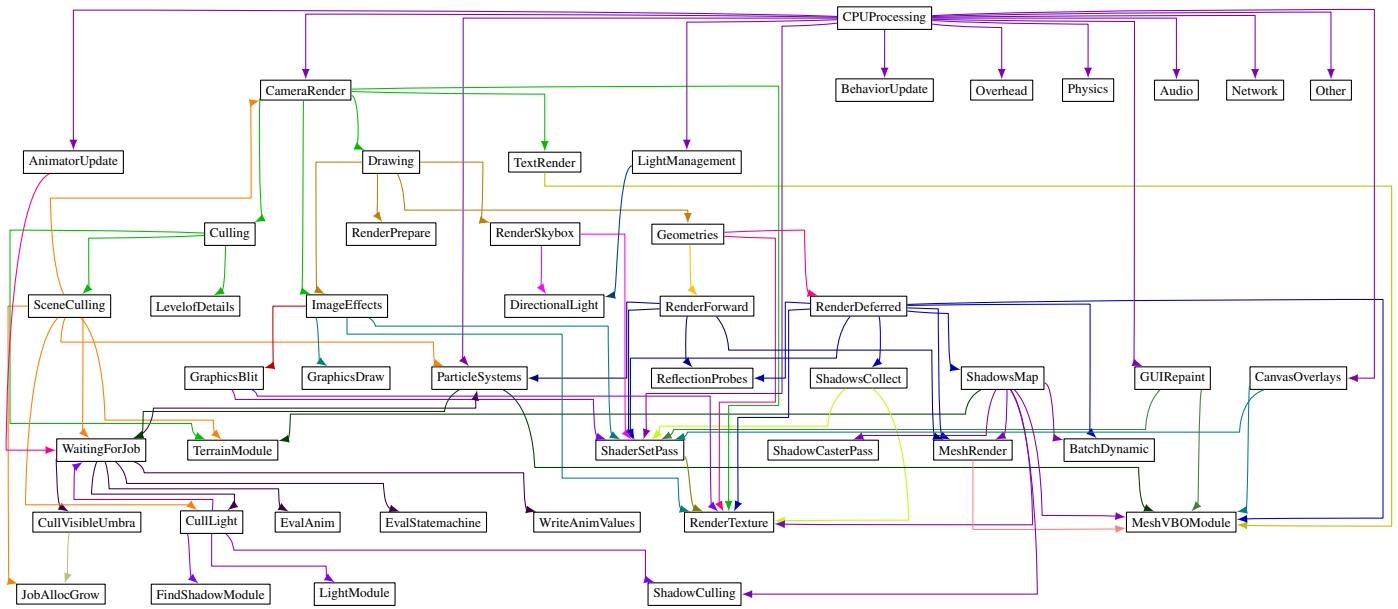 CPUProcessing
CameraRender
BehaviorUpdate
Overhead
Physics
Audio
Network
Other
AnimatorUpdate
Drawing
TextRender
LightManagement
Culling
RenderPrepare
RenderSkybox
Geometries
SceneCulling
LevelofDetails
ImageEffects
DirectionalLight
RenderForward
RenderDeferred
GraphicsBlit
GraphicsDraw
ParticleSystems
ReflectionProbes
ShadowsCollect
ShadowsMap
GUIRepaint
CanvasOverlays
WaitingForJob
TerrainModule
ShaderSetPass
ShadowCasterPass
MeshRender
BatchDynamic
CullVisibleUmbra
CullLight
EvalAnim
EvalStatemachine
WriteAnimValues
RenderTexture
MeshVBOModule
JobAllocGrow
FindShadowModule
LightModule
ShadowCulling